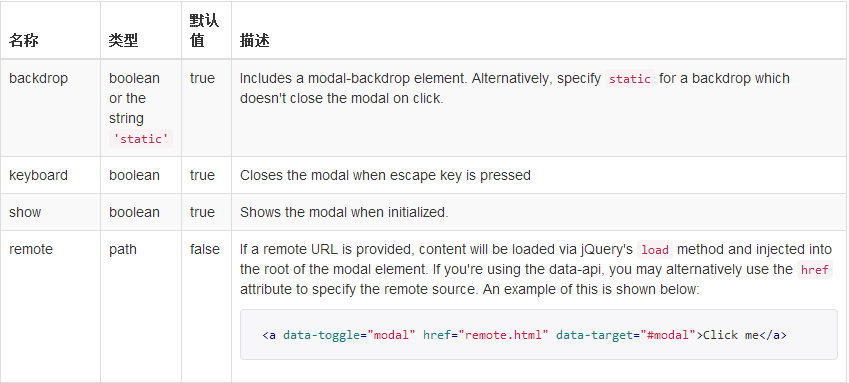 名称 类型 默认值 描述
backdrop boolean or the string 'static' true Includes a modal-backdrop element. Alternatively, specify static for a backdrop which
doesn't close the modal on click.
keyboard boolean true Closes the modal when escape key is pressed
show boolean true Shows the modal when initialized.
remote path false If a remote URL is provided, content will be loaded via jQuery's load method and injected into
the root of the modal element. If you're using the data-api, you may alternatively use the href
attribute to specify the remote source. An example of this is shown below:
<a data-toggle="modal" href="remote.html" data-target="#modal">Click me</a>